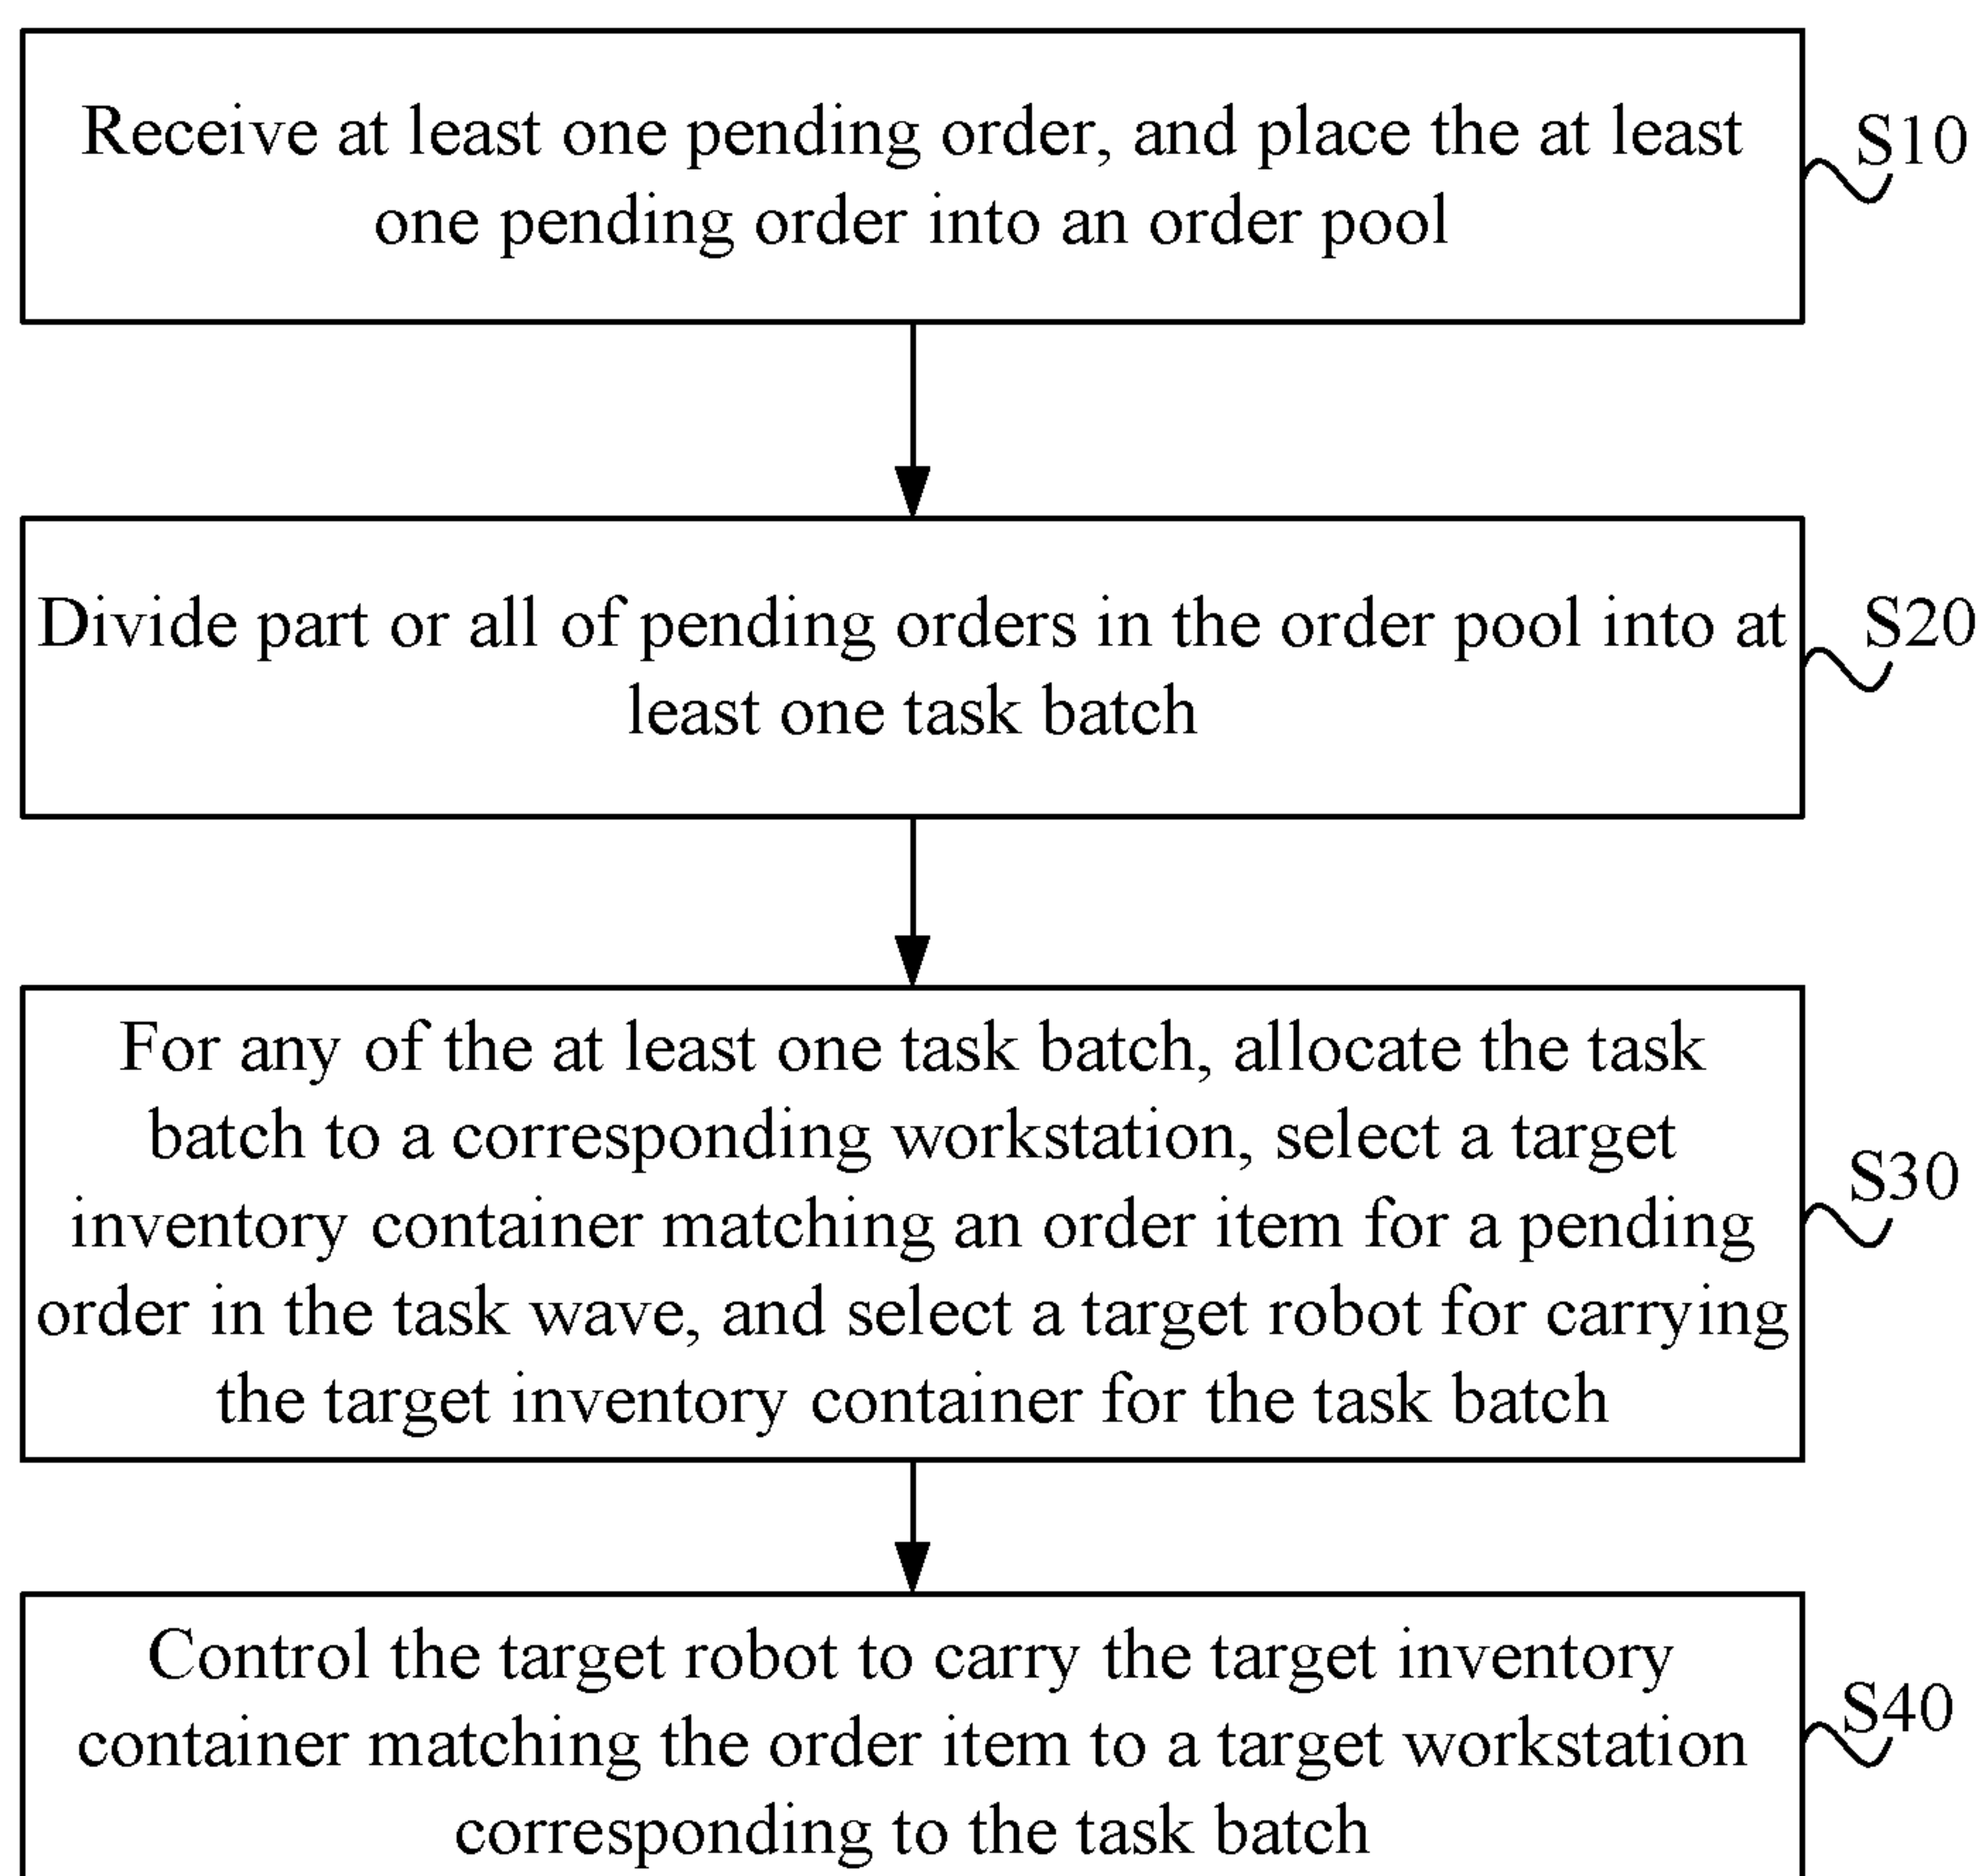 Receive at least one pending order, and place the at least
one pending order into an order pool
S10
Divide part or all of pending orders in the order pool into at
least one task batch
S20
For any of the at least one task batch, allocate the task
batch to a corresponding workstation, select a target
inventory container matching an order item for a pending
order in the task wave, and select a target robot for carrying
the target inventory container for the task batch
S30
Control the target robot to carry the target inventory
container matching the order item to a target workstation
corresponding to the task batch
S40